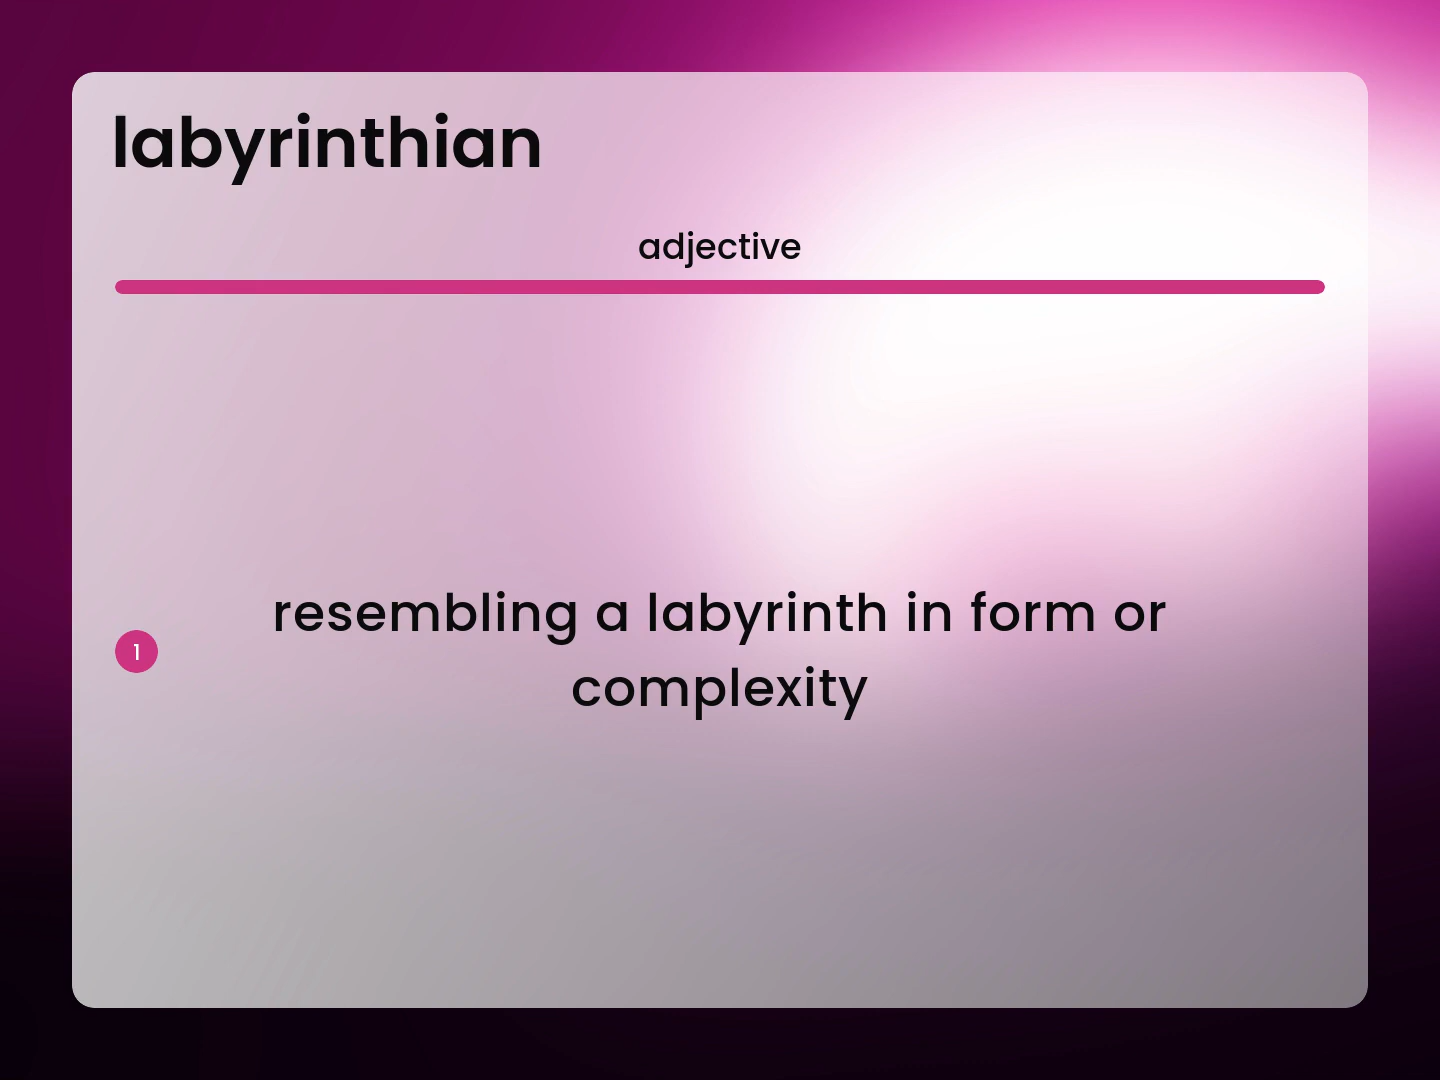 labyrinthian
adjective
1
resembling a labyrinth in form or
complexity